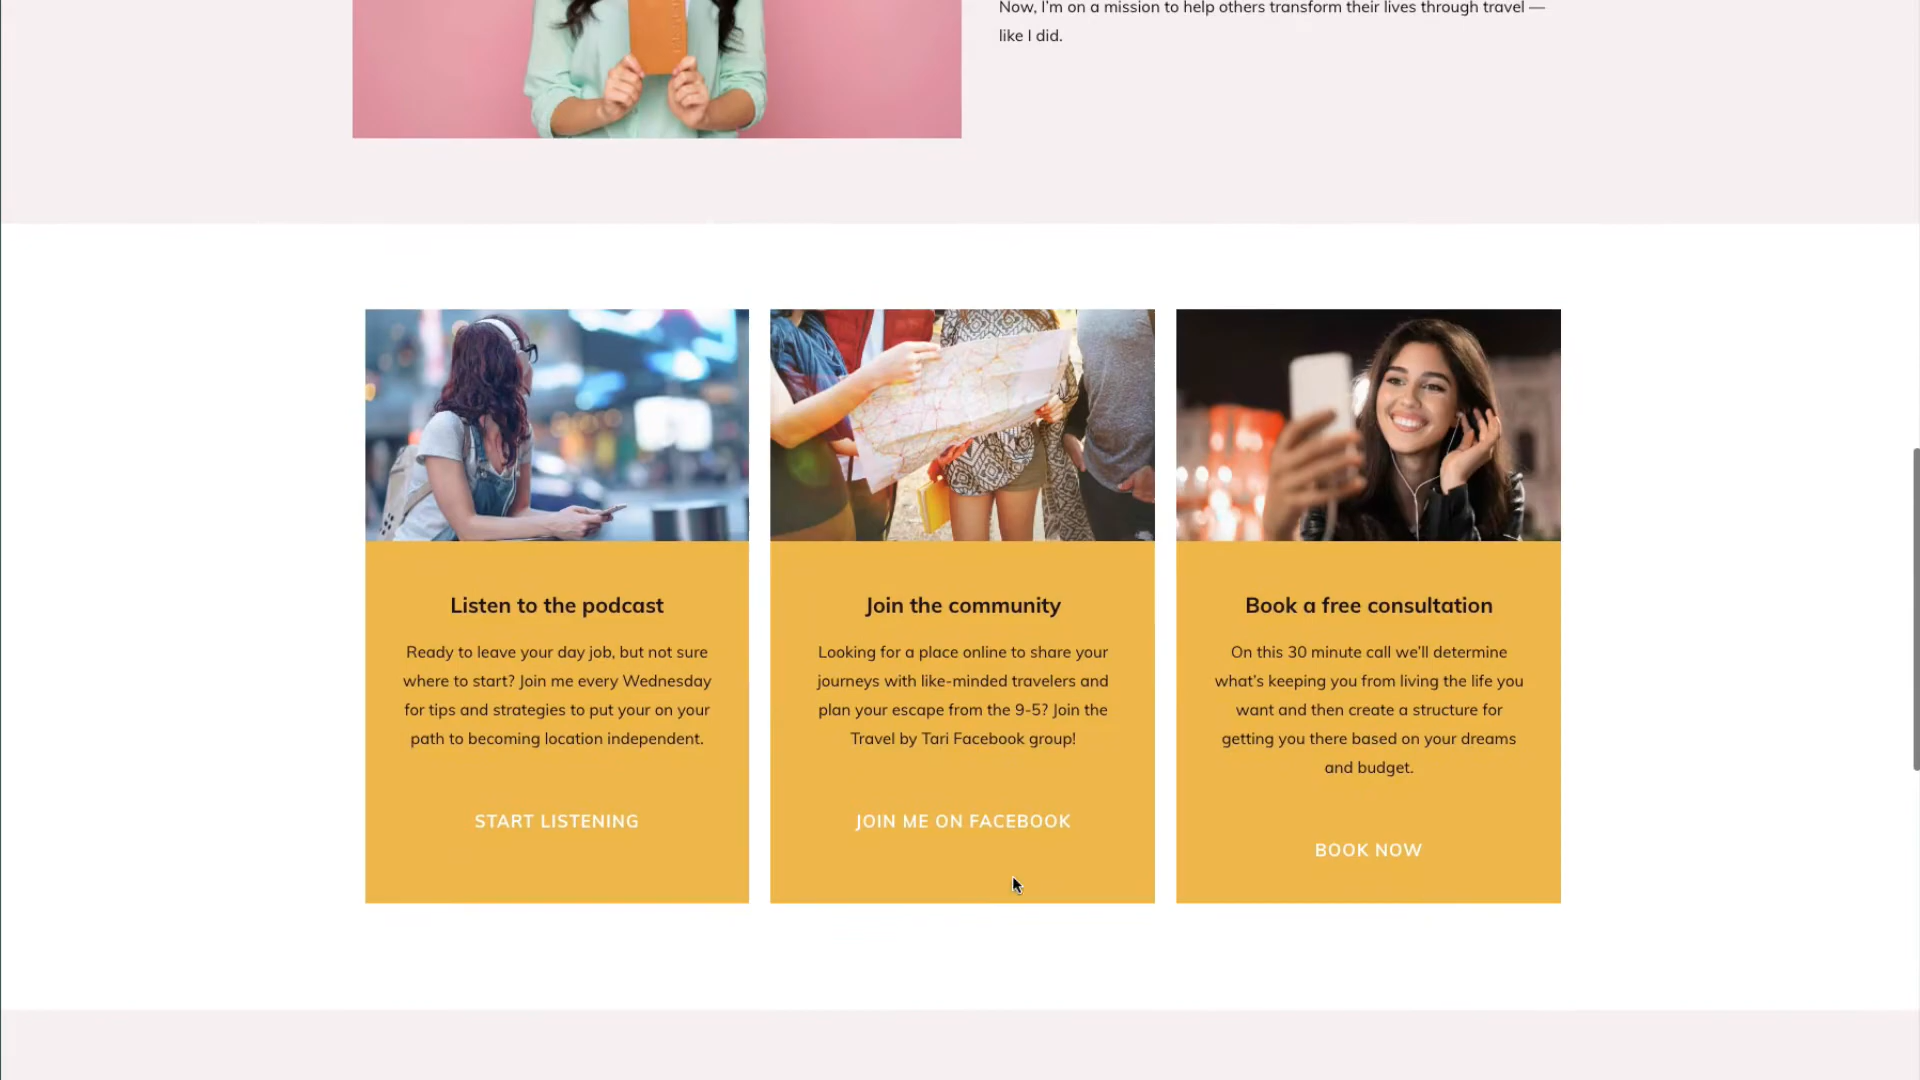 Now, I'm on a mission to help others transform their lives through travel —
like I did.
Listen to the podcast
Ready to leave your day job, but not sure
where to start? Join me every Wednesday
for tips and strategies to put your on your
path to becoming location independent.
START LISTENING
Join the community
Looking for a place online to share your
journeys with like-minded travelers and
plan your escape from the 9-5? Join the
Travel by Tari Facebook group!
JOIN ME ON FACEBOOK
Book a free consultation
On this 30 minute call we'll determine
what's keeping you from living the life you
want and then create a structure for
getting you there based on your dreams
and budget.
BOOK NOW